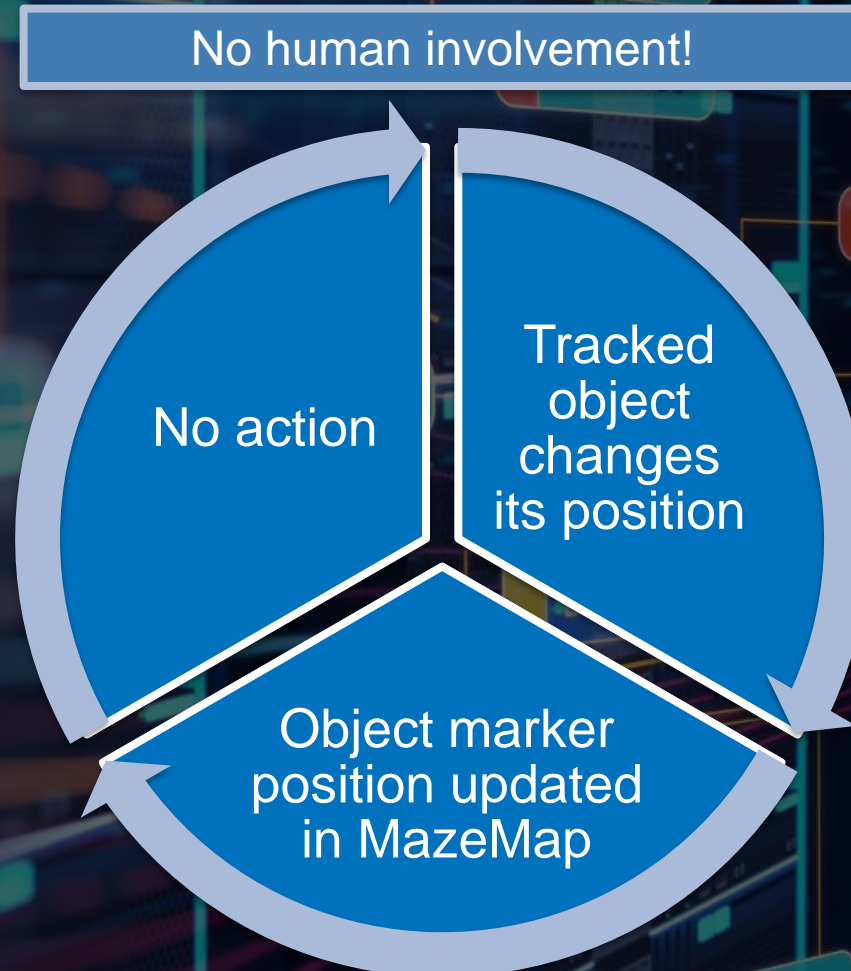 No human involvement!
No action
Tracked
object
changes
its position
Object marker
position updated
in MazeMap